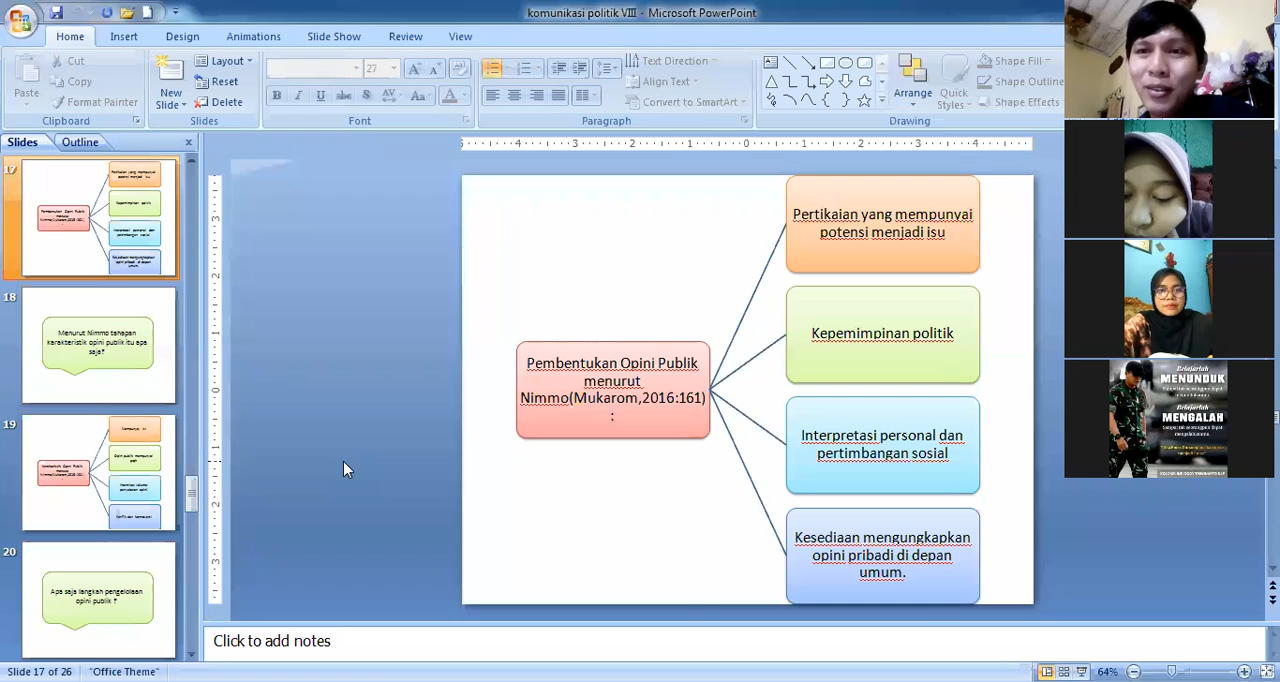 komunikasi politik VIII - Microsoft PowerPoint
Home Insert Design Animations Slide Show Review View
Paste
Cut
Copy
Format Painter
Clipboard
New
Slide
Layout
Reset
Delete
Slides
27
B I U abc S AV Aa A
Font
Text Direction
Align Text
Convert to SmartArt
Paragraph
Arrange
Quick
Styles
Shape Fill
Shape Outline
Shape Effects
Drawing
Slides Outline
17
18
Menurut Nimmo tahapan
karakteristik opini publik itu apa
saja?
19
20
Apa saja langkah pengelolaan
opini publik ?
Pembentukan Opini Publik
menurut
Nimmo(Mukarom,2016:161)
:
Pertikaian yang mempunyai
potensi menjadi isu
Kepemimpinan politik
Interpretasi personal dan
pertimbangan sosial
Kesediaan mengungkapkan
opini pribadi di depan
umum.
Belajarlah
MENUNDUK
Belajarlah
MENGALAH
Click to add notes
Slide 17 of 26 "Office Theme" 64%